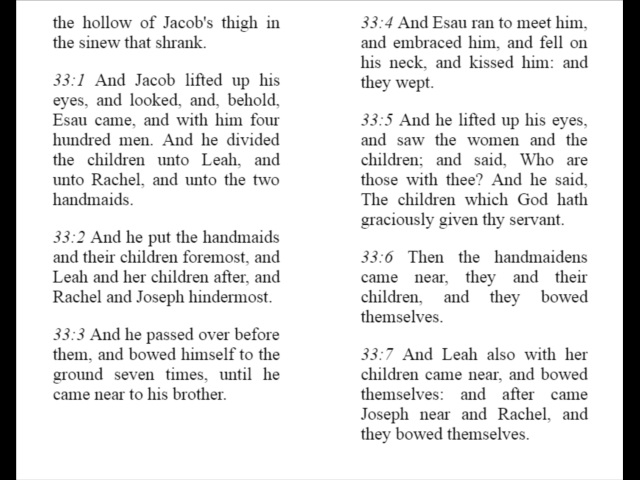 the hollow of Jacob's thigh in
the sinew that shrank.
33:1 And Jacob lifted up his
eyes, and looked, and, behold,
Esau came, and with him four
hundred men. And he divided
the children unto Leah, and
unto Rachel, and unto the two
handmaids.
33:2 And he put the handmaids
and their children foremost, and
Leah and her children after, and
Rachel and Joseph hindermost.
33:3 And he passed over before
them, and bowed himself to the
ground seven times, until he
came near to his brother.
33:4 And Esau ran to meet him,
and embraced him, and fell on
his neck, and kissed him: and
they wept.
33:5 And he lifted up his eyes,
and saw the women and the
children; and said, Who are
those with thee? And he said,
The children which God hath
graciously given thy servant.
33:6 Then the handmaidens
came near, they and their
children, and they bowed
themselves.
33:7 And Leah also with her
children came near, and bowed
themselves: and after came
Joseph near and Rachel, and
they bowed themselves.